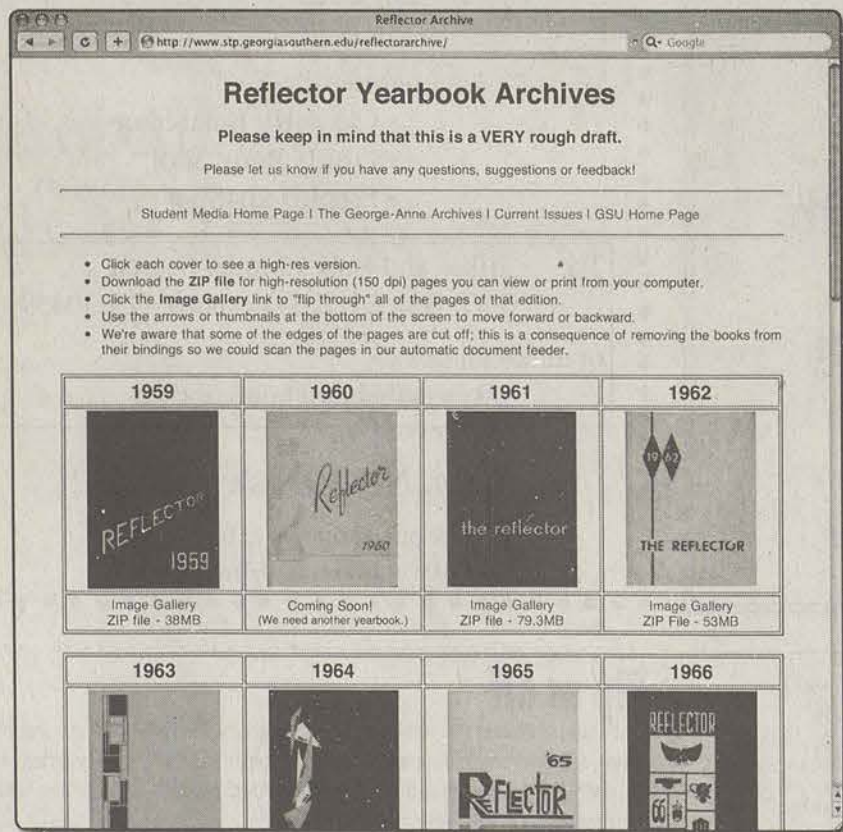 Reflector Archive
http://www.stp.georgiasouthern.edu/reflectorarchive/
Google
Reflector Yearbook Archives
Please keep in mind that this is a VERY rough draft.
Please let us know if you have any questions, suggestions or feedback!
Student Media Home Page I The George-Anne Archives I Current Issues I GSU Home Page
• Click each cover to see a high-res version.
• Download the ZIP file for high-resolution (150 dpi) pages you can view or print from your computer.
• Click the Image Gallery link to "flip through" all of the pages of that edition.
• Use the arrows or thumbnails at the bottom of the screen to move forward or backward.
• We're aware that some of the edges of the pages are cut off; this is a consequence of removing the books from
their bindings so we could scan the pages in our automatic document feeder.
1959 1960 1961 1962
REFLECTOR
1959
Reflector
1960
the reflector
19 62
THE REFLECTOR
Image Gallery
ZIP file - 38MB
Coming Soon!
(We need another yearbook.)
Image Gallery
ZIP file - 79.3MB
Image Gallery
ZIP File - 53MB
1963 1964 1965 1966
'65
REFLECTOR
REFLECTOR
66